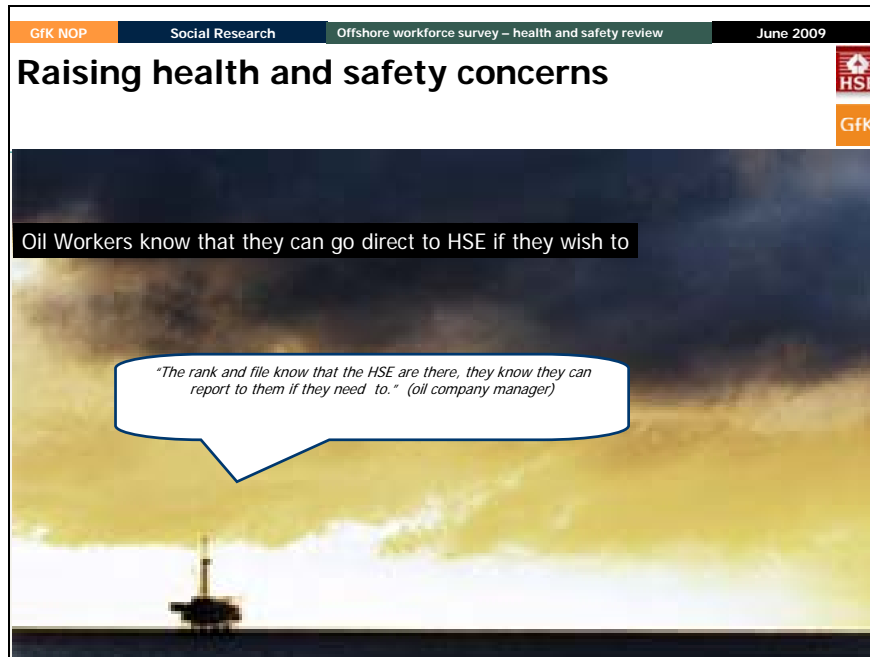 GfK NOP Social Research Offshore workforce survey – health and safety review June 2009
Raising health and safety concerns
HSE
GfK
Oil Workers know that they can go direct to HSE if they wish to
“The rank and file know that the HSE are there, they know they can
report to them if they need to.” (oil company manager)